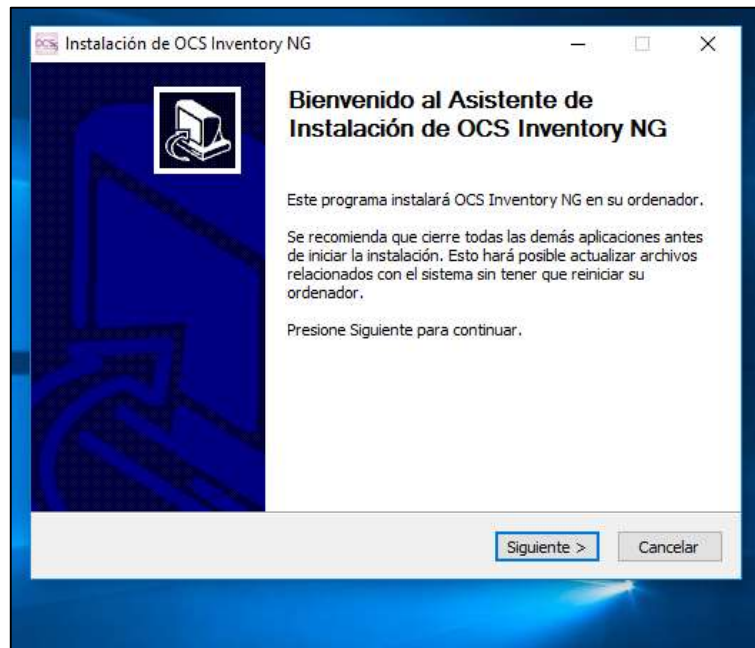 OCS
Instalación de OCS Inventory NG
Bienvenido al Asistente de
Instalación de OCS Inventory NG
Este programa instalará OCS Inventory NG en su ordenador.
Se recomienda que cierre todas las demás aplicaciones antes
de iniciar la instalación. Esto hará posible actualizar archivos
relacionados con el sistema sin tener que reiniciar su
ordenador.
Presione Siguiente para continuar.
Siguiente >
Cancelar